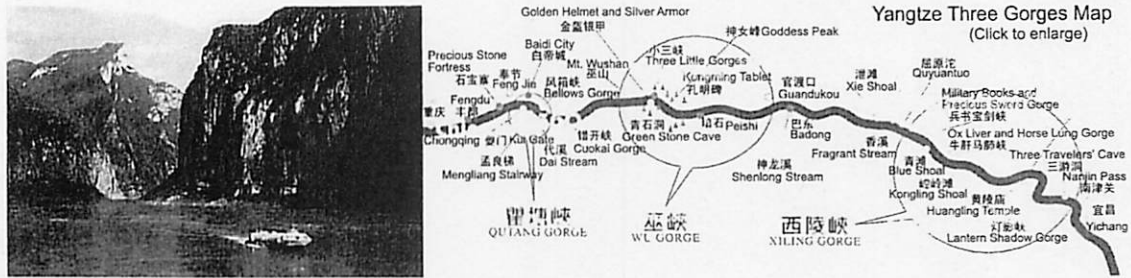 Yangtze Three Gorges Map
(Click to enlarge)
Golden Helmet and Silver Armor
金盔银甲
Baidi City
白帝城
Precious Stone
Fortress
石宝寨
奉节
Feng Jie
风箱峡
Bellows Gorge
Mt. Wushan
巫山
小三峡
Three Little Gorges
神女峰Goddess Peak
Kungming Tablet
孔明碑
官渡口
Guandukou
泄滩
Xie Shoal
屈原沱
Quyuantuo
Military Books and
Precious Sword Gorge
兵书宝剑峡
Ox Liver and Horse Lung Gorge
牛肝马肺峡
Three Travelers' Cave
三游洞
Nanjin Pass
南津关
宜昌
Yichang
Fengdu
丰都
重庆
Chongqing
夔门 Kui Gate
孟良梯
Mengliang Stairway
代溪
Dai Stream
错开峡
Cuokai Gorge
青石洞
Green Stone Cave
培石 Peishi
巴东
Badong
神龙溪
Shenlong Stream
香溪
Fragrant Stream
青滩
Blue Shoal
崆岭滩
Kongling Shoal
黄陵庙
Huangling Temple
灯影峡
Lantern Shadow Gorge
瞿塘峽
QUTANG GORGE
巫峽
WU GORGE
西陵峽
XILING GORGE